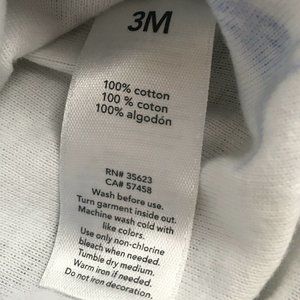 3M
100% cotton
100 % coton
100% algodón
RN# 35623
CA# 57458
Wash before use.
Turn garment inside out.
Machine wash cold with
like colors.
Use only non-chlorine
bleach when needed.
Tumble dry medium.
Warm iron if needed.
Do not iron decoration.